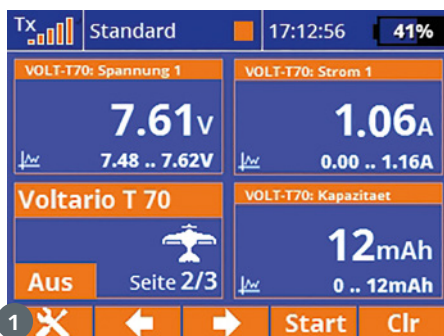 Tx Standard 17:12:56 41%
VOLT-T70: Spannung 1
7.61V
7.48 .. 7.62V
VOLT-T70: Strom 1
1.06A
0.00 .. 1.16A
Voltario T 70
Aus Seite 2/3
VOLT-T70: Kapazitaet
12mAh
0 .. 12mAh
1 Start Clr